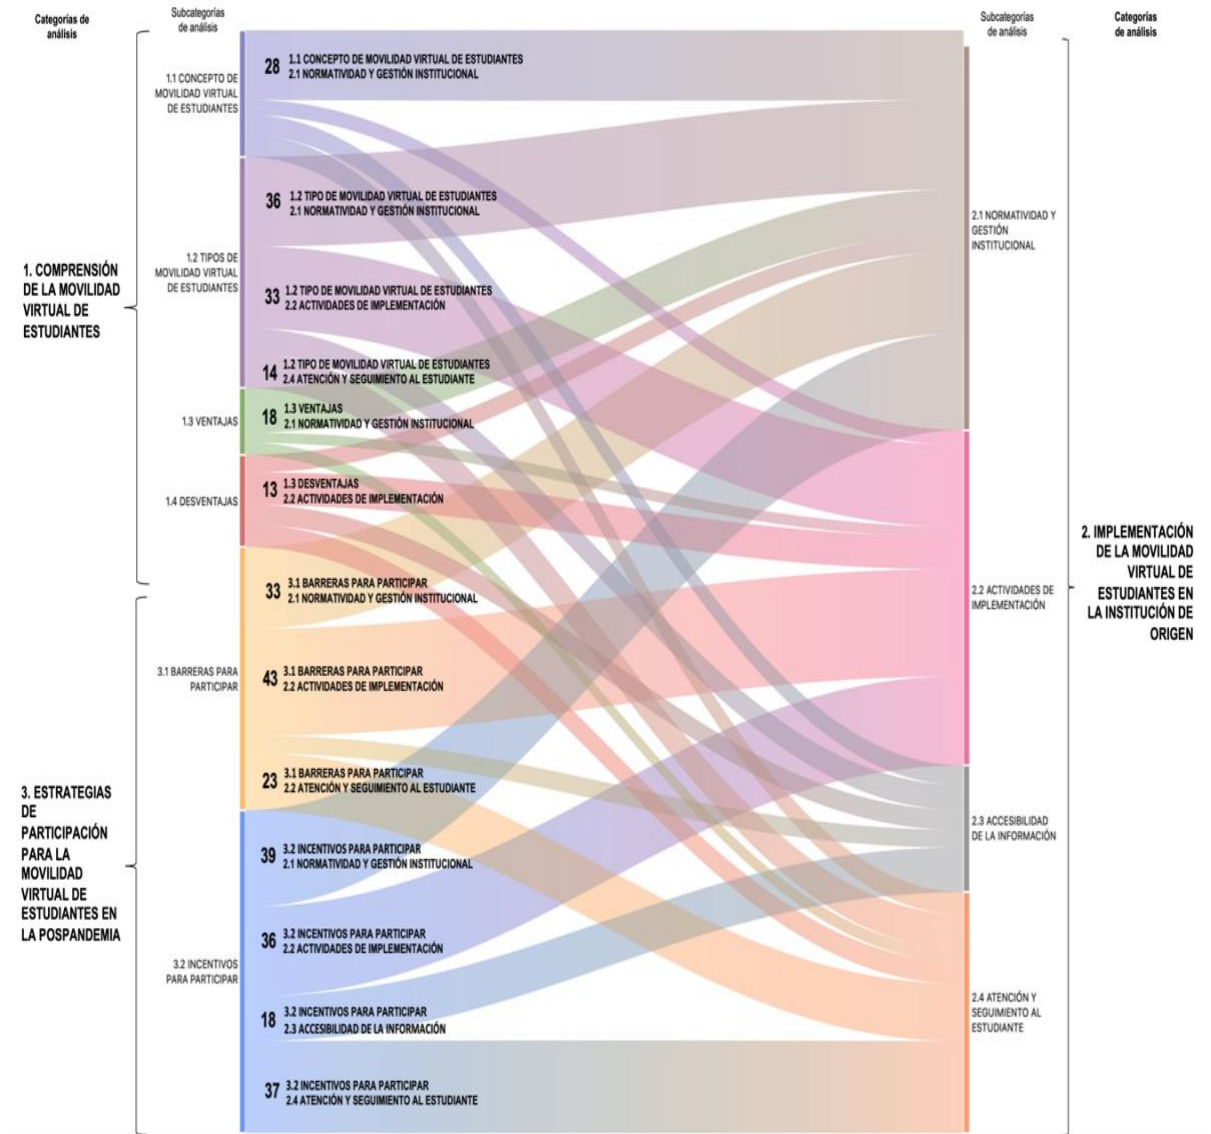 Categorías de
análisis
Subcategorías
de análisis
Subcategorías
de análisis
Categorías
de análisis
1. COMPRENSIÓN
DE LA MOVILIDAD
VIRTUAL DE
ESTUDIANTES
3. ESTRATEGIAS
DE
PARTICIPACIÓN
PARA LA
MOVILIDAD
VIRTUAL DE
ESTUDIANTES EN
LA POSPANDEMIA
1.1 CONCEPTO DE
MOVILIDAD VIRTUAL
DE ESTUDIANTES
1.2 TIPOS DE
MOVILIDAD VIRTUAL
DE ESTUDIANTES
1.3 VENTAJAS
1.4 DESVENTAJAS
3.1 BARRERAS PARA
PARTICIPAR
3.2 INCENTIVOS
PARA PARTICIPAR
28 1.1 CONCEPTO DE MOVILIDAD VIRTUAL DE ESTUDIANTES
2.1 NORMATIVIDAD Y GESTIÓN INSTITUCIONAL
36 1.2 TIPO DE MOVILIDAD VIRTUAL DE ESTUDIANTES
2.1 NORMATIVIDAD Y GESTIÓN INSTITUCIONAL
33 1.2 TIPO DE MOVILIDAD VIRTUAL DE ESTUDIANTES
2.2 ACTIVIDADES DE IMPLEMENTACIÓN
14 1.2 TIPO DE MOVILIDAD VIRTUAL DE ESTUDIANTES
2.4 ATENCIÓN Y SEGUIMIENTO AL ESTUDIANTE
18 1.3 VENTAJAS
2.1 NORMATIVIDAD Y GESTIÓN INSTITUCIONAL
13 1.3 DESVENTAJAS
2.2 ACTIVIDADES DE IMPLEMENTACIÓN
33 3.1 BARRERAS PARA PARTICIPAR
2.1 NORMATIVIDAD Y GESTIÓN INSTITUCIONAL
43 3.1 BARRERAS PARA PARTICIPAR
2.2 ACTIVIDADES DE IMPLEMENTACIÓN
23 3.1 BARRERAS PARA PARTICIPAR
2.2 ATENCIÓN Y SEGUIMIENTO AL ESTUDIANTE
39 3.2 INCENTIVOS PARA PARTICIPAR
2.1 NORMATIVIDAD Y GESTIÓN INSTITUCIONAL
36 3.2 INCENTIVOS PARA PARTICIPAR
2.2 ACTIVIDADES DE IMPLEMENTACIÓN
18 3.2 INCENTIVOS PARA PARTICIPAR
2.3 ACCESIBILIDAD DE LA INFORMACIÓN
37 3.2 INCENTIVOS PARA PARTICIPAR
2.4 ATENCIÓN Y SEGUIMIENTO AL ESTUDIANTE
2.1 NORMATIVIDAD Y
GESTIÓN
INSTITUCIONAL
2.2 ACTIVIDADES DE
IMPLEMENTACIÓN
2.3 ACCESIBILIDAD
DE LA INFORMACIÓN
2.4 ATENCIÓN Y
SEGUIMIENTO AL
ESTUDIANTE
2. IMPLEMENTACIÓN
DE LA MOVILIDAD
VIRTUAL DE
ESTUDIANTES EN
LA INSTITUCIÓN DE
ORIGEN